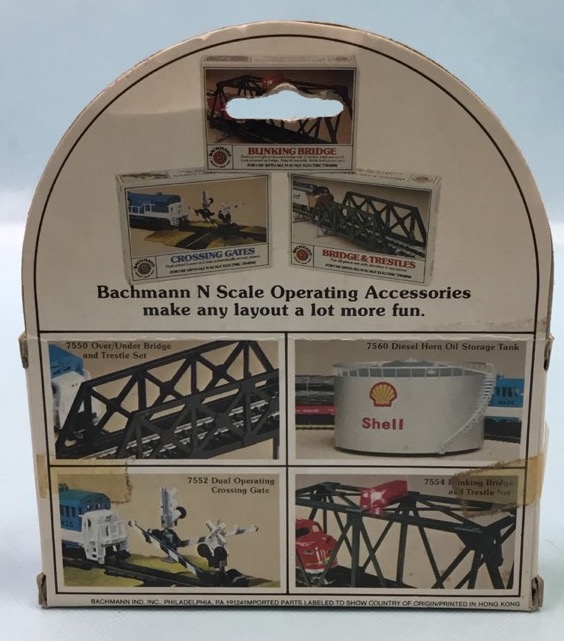 BLINKING BRIDGE
CROSSING GATES
BRIDGE & TRESTLES
Bachmann N Scale Operating Accessories
make any layout a lot more fun.
7550 Over/Under Bridge
and Trestle Set
7560 Diesel Horn Oil Storage Tank
Shell
7552 Dual Operating
Crossing Gate
7554 Blinking Bridge
and Trestle Set
BACHMANN IND. INC. PHILADELPHIA, PA 19124 IMPORTED PARTS LABELED TO SHOW COUNTRY OF ORIGIN/PRINTED IN HONG KONG